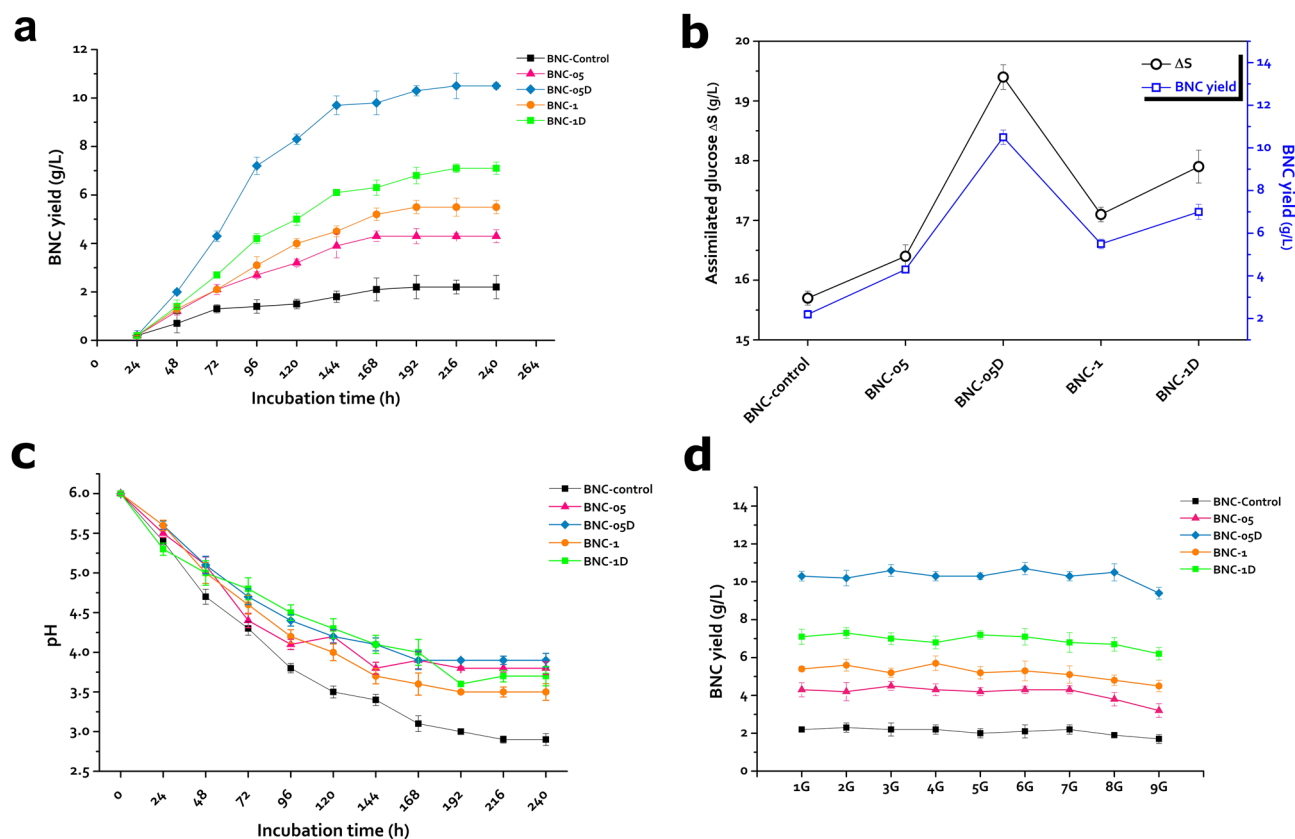 a
BNC yield (g/L)
12
10
8
6
4
2
0
0 24 48 72 96 120 144 168 192 216 240 264
Incubation time (h)
BNC-Control
BNC-05
BNC-05D
BNC-1
BNC-1D
b
Assimilated glucose ΔS (g/L)
20
19
18
17
16
15
BNC-control BNC-05 BNC-05D BNC-1 BNC-1D
ΔS
BNC yield
14
12
10
8
6
4
2
BNC yield (g/L)
c
pH
6.0
5.5
5.0
4.5
4.0
3.5
3.0
2.5
0 24 48 72 96 120 144 168 192 216 240
Incubation time (h)
BNC-control
BNC-05
BNC-05D
BNC-1
BNC-1D
d
BNC yield (g/L)
14
12
10
8
6
4
2
0
1G 2G 3G 4G 5G 6G 7G 8G 9G
BNC-Control
BNC-05
BNC-05D
BNC-1
BNC-1D